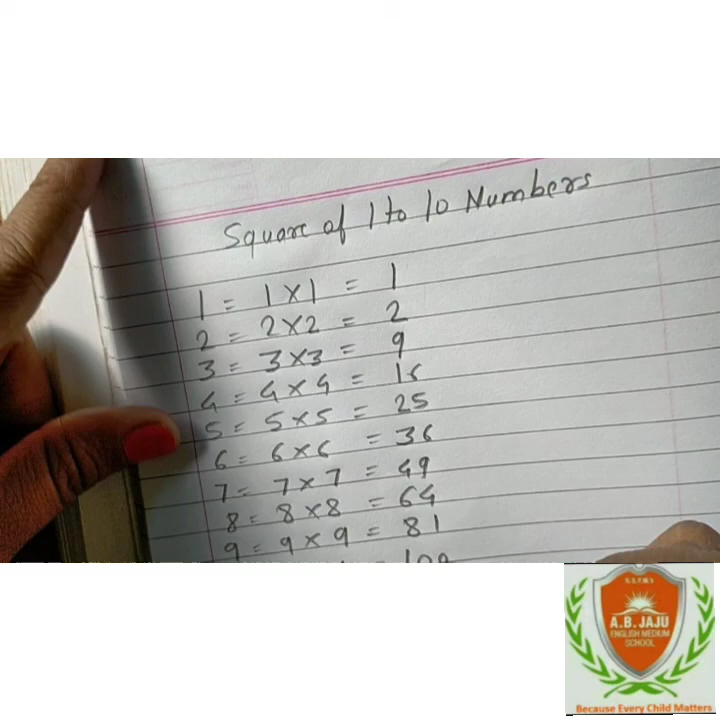 Square of 1 to 10 Numbers
1 = 1×1 = 1
2 = 2×2 = 2
3 = 3×3 = 9
4 = 4×4 = 16
5 = 5×5 = 25
6 = 6×6 = 36
7 = 7×7 = 49
8 = 8×8 = 64
9 = 9×9 = 81
A.B. JAJU
ENGLISH MEDIUM
SCHOOL
Because Every Child Matters